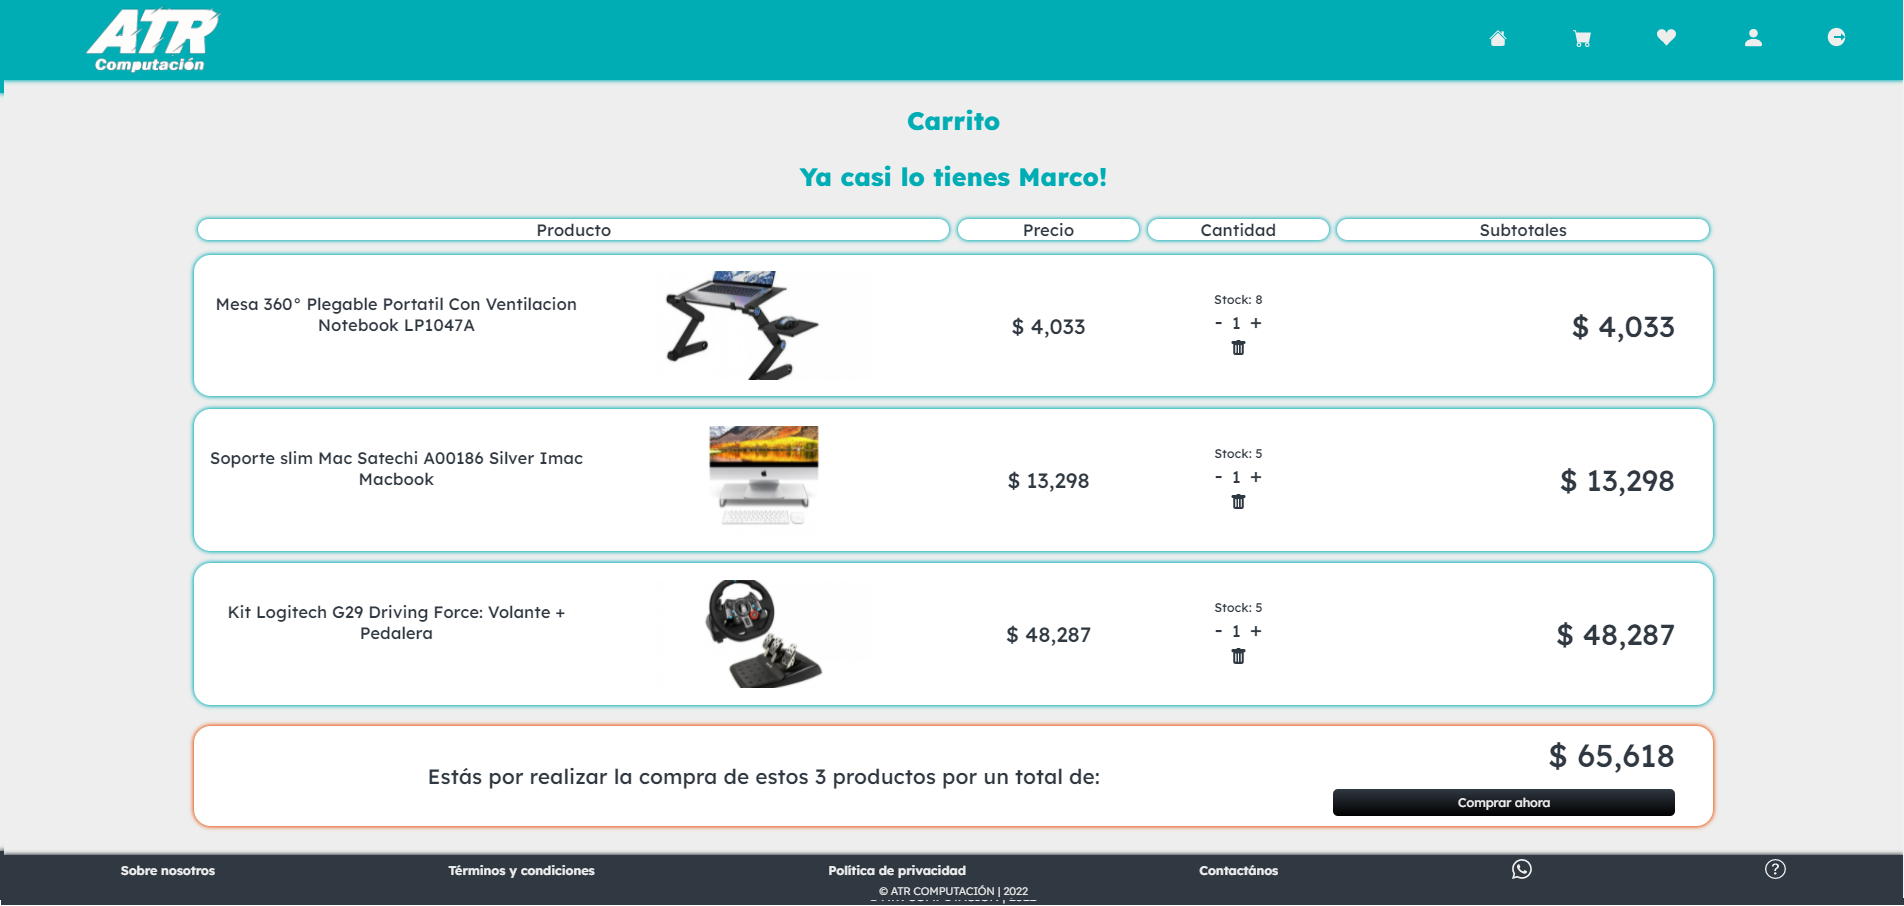 ATR
Computación
Carrito
Ya casi lo tienes Marco!
Producto
Precio
Cantidad
Subtotales
Mesa 360° Plegable Portatil Con Ventilacion
Notebook LP1047A
$ 4,033
Stock: 8
- 1 +
$ 4,033
Soporte slim Mac Satechi A00186 Silver Imac
Macbook
$ 13,298
Stock: 5
- 1 +
$ 13,298
Kit Logitech G29 Driving Force: Volante +
Pedalera
$ 48,287
Stock: 5
- 1 +
$ 48,287
Estás por realizar la compra de estos 3 productos por un total de:
$ 65,618
Comprar ahora
Sobre nosotros
Términos y condiciones
Política de privacidad
Contactános
© ATR COMPUTACIÓN | 2022